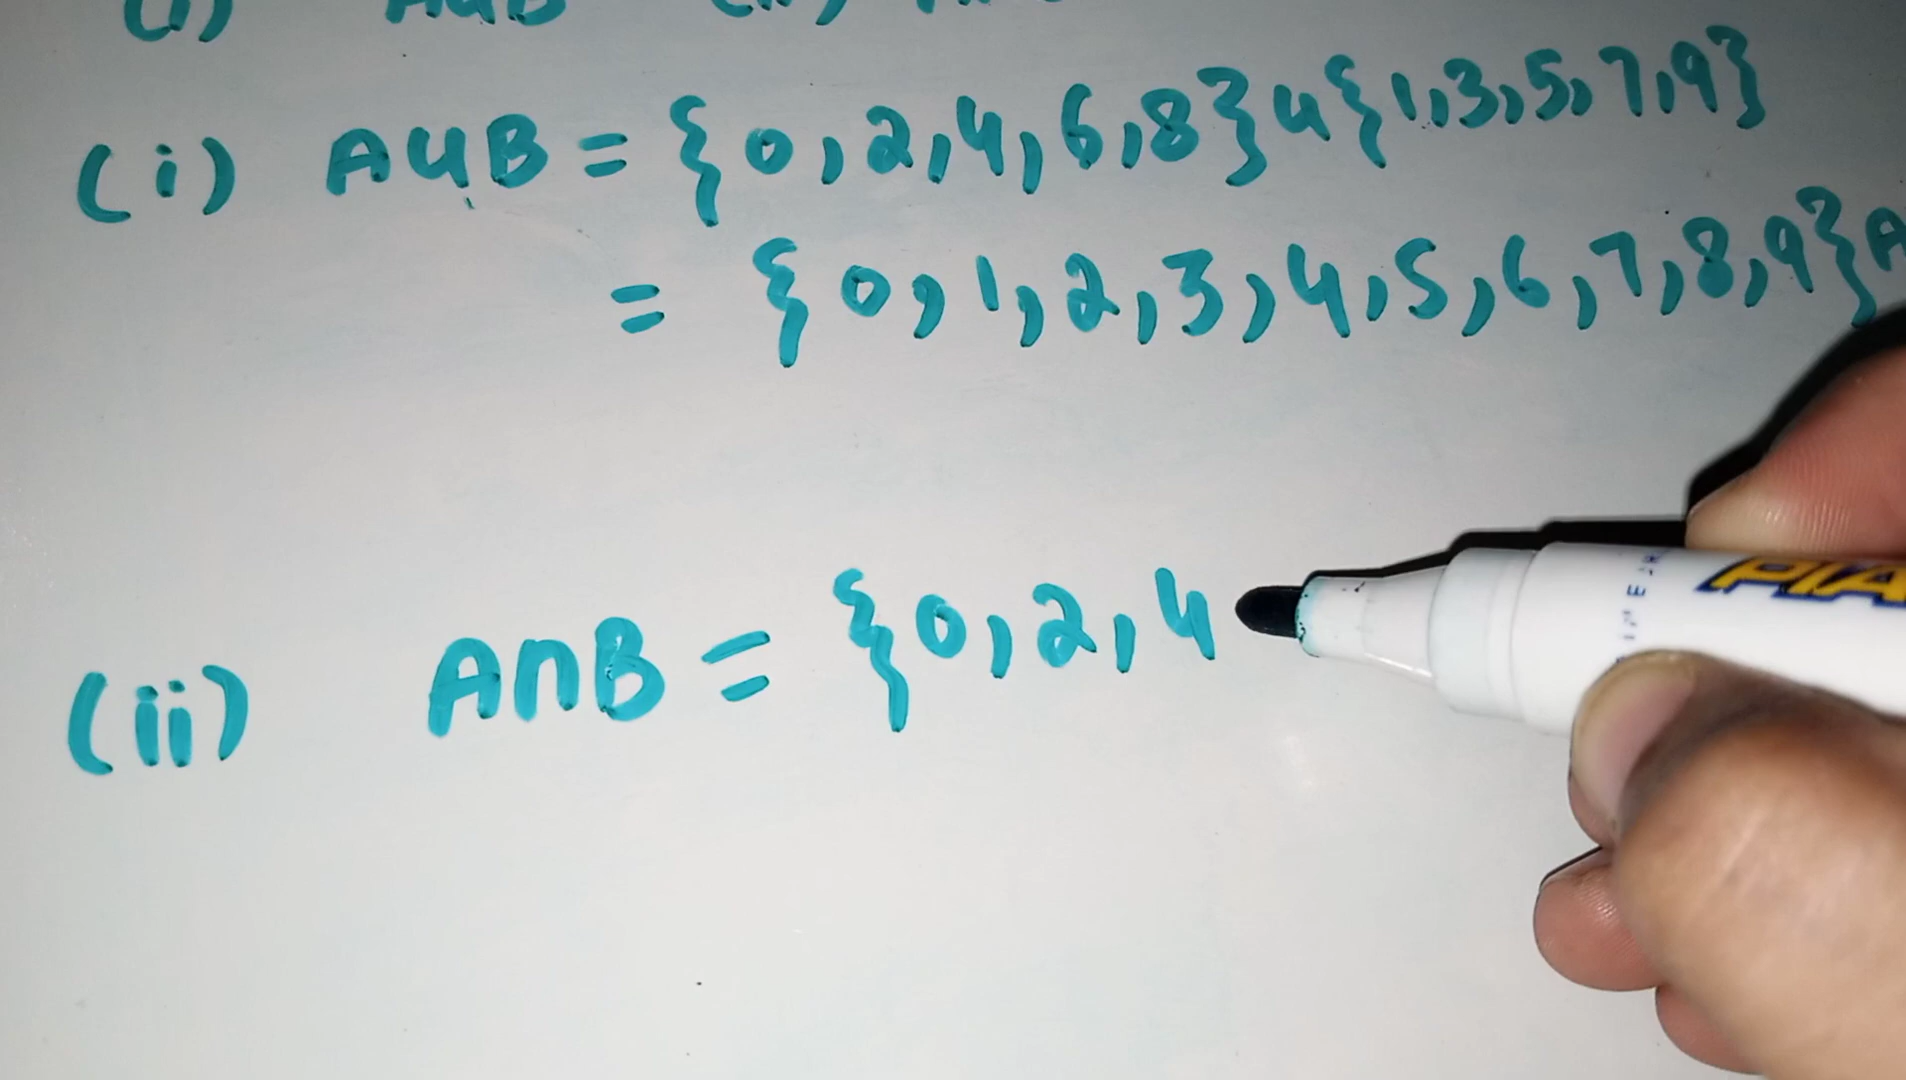 (i) A∪B = {0,2,4,6,8}∪{1,3,5,7,9}
= {0,1,2,3,4,5,6,7,8,9}A
(ii) A∩B = {0,2,4
PIA